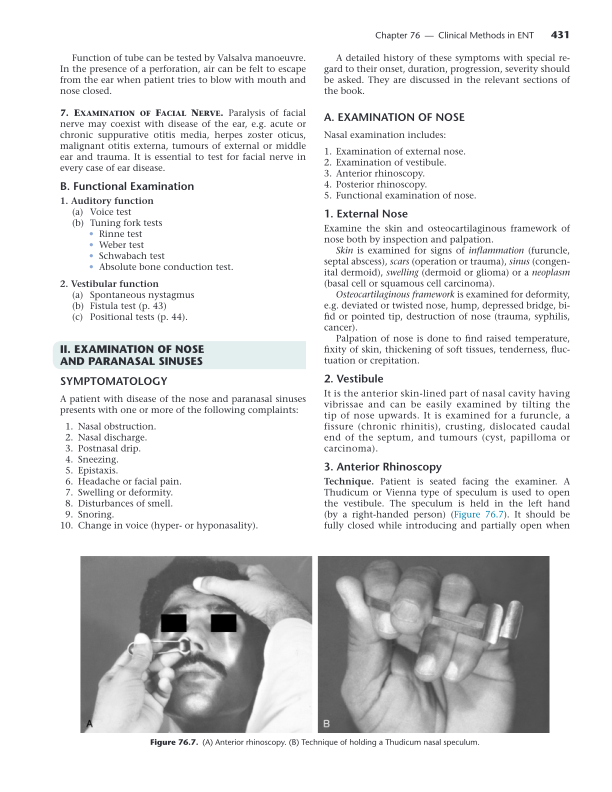 Chapter 76 — Clinical Methods in ENT 431
Function of tube can be tested by Valsalva manoeuvre.
In the presence of a perforation, air can be felt to escape
from the ear when patient tries to blow with mouth and
nose closed.
7. EXAMINATION OF FACIAL NERVE. Paralysis of facial
nerve may coexist with disease of the ear, e.g. acute or
chronic suppurative otitis media, herpes zoster oticus,
malignant otitis externa, tumours of external or middle
ear and trauma. It is essential to test for facial nerve in
every case of ear disease.
B. Functional Examination
1. Auditory function
(a) Voice test
(b) Tuning fork tests
• Rinne test
• Weber test
• Schwabach test
• Absolute bone conduction test.
2. Vestibular function
(a) Spontaneous nystagmus
(b) Fistula test (p. 43)
(c) Positional tests (p. 44).
II. EXAMINATION OF NOSE
AND PARANASAL SINUSES
SYMPTOMATOLOGY
A patient with disease of the nose and paranasal sinuses
presents with one or more of the following complaints:
1. Nasal obstruction.
2. Nasal discharge.
3. Postnasal drip.
4. Sneezing.
5. Epistaxis.
6. Headache or facial pain.
7. Swelling or deformity.
8. Disturbances of smell.
9. Snoring.
10. Change in voice (hyper- or hyponasality).
A detailed history of these symptoms with special re-
gard to their onset, duration, progression, severity should
be asked. They are discussed in the relevant sections of
the book.
A. EXAMINATION OF NOSE
Nasal examination includes:
1. Examination of external nose.
2. Examination of vestibule.
3. Anterior rhinoscopy.
4. Posterior rhinoscopy.
5. Functional examination of nose.
1. External Nose
Examine the skin and osteocartilaginous framework of
nose both by inspection and palpation.
Skin is examined for signs of inflammation (furuncle,
septal abscess), scars (operation or trauma), sinus (congen-
ital dermoid), swelling (dermoid or glioma) or a neoplasm
(basal cell or squamous cell carcinoma).
Osteocartilaginous framework is examined for deformity,
e.g. deviated or twisted nose, hump, depressed bridge, bi-
fid or pointed tip, destruction of nose (trauma, syphilis,
cancer).
Palpation of nose is done to find raised temperature,
fixity of skin, thickening of soft tissues, tenderness, fluc-
tuation or crepitation.
2. Vestibule
It is the anterior skin-lined part of nasal cavity having
vibrissae and can be easily examined by tilting the
tip of nose upwards. It is examined for a furuncle, a
fissure (chronic rhinitis), crusting, dislocated caudal
end of the septum, and tumours (cyst, papilloma or
carcinoma).
3. Anterior Rhinoscopy
Technique. Patient is seated facing the examiner. A
Thudicum or Vienna type of speculum is used to open
the vestibule. The speculum is held in the left hand
(by a right-handed person) (Figure 76.7). It should be
fully closed while introducing and partially open when
A
B
Figure 76.7. (A) Anterior rhinoscopy. (B) Technique of holding a Thudicum nasal speculum.